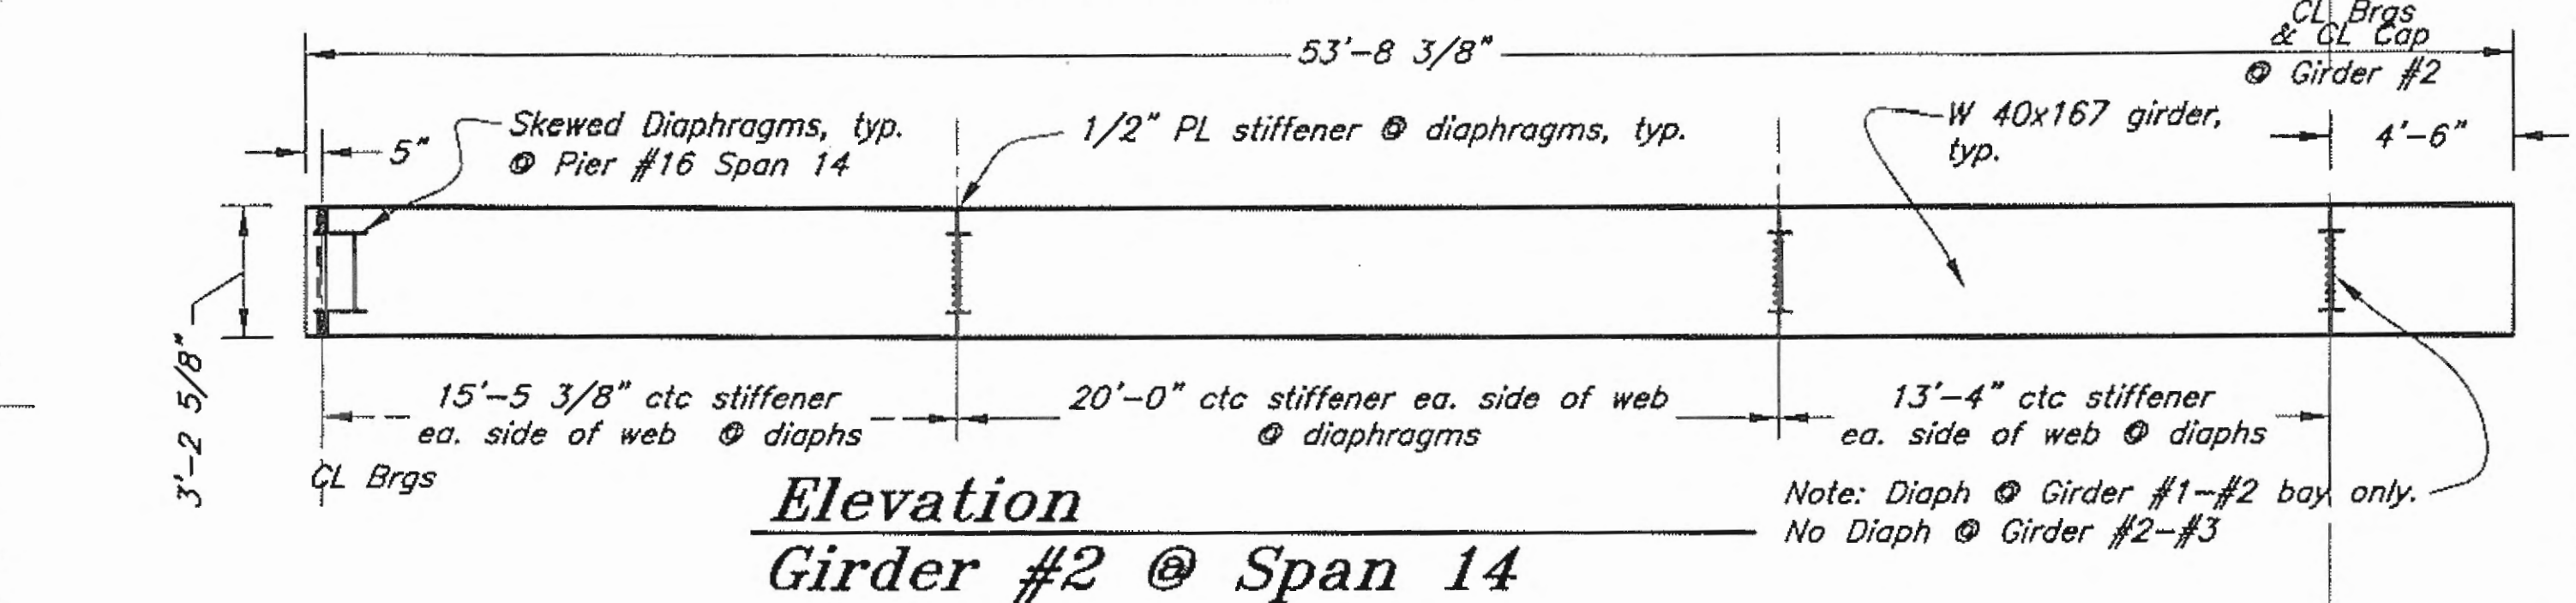 CL Brgs
& CL Cap
@ Girder #2
53'-8 3/8"
5"
Skewed Diaphragms, typ.
@ Pier #16 Span 14
1/2" PL stiffener @ diaphragms, typ.
W 40x167 girder,
typ.
4'-6"
3'-2 5/8"
15'-5 3/8" ctc stiffener
ea. side of web @ diaphs
20'-0" ctc stiffener ea. side of web
@ diaphragms
13'-4" ctc stiffener
ea. side of web @ diaphs
CL Brgs
Note: Diaph @ Girder #1-#2 bay only.
No Diaph @ Girder #2-#3
Elevation
Girder #2 @ Span 14